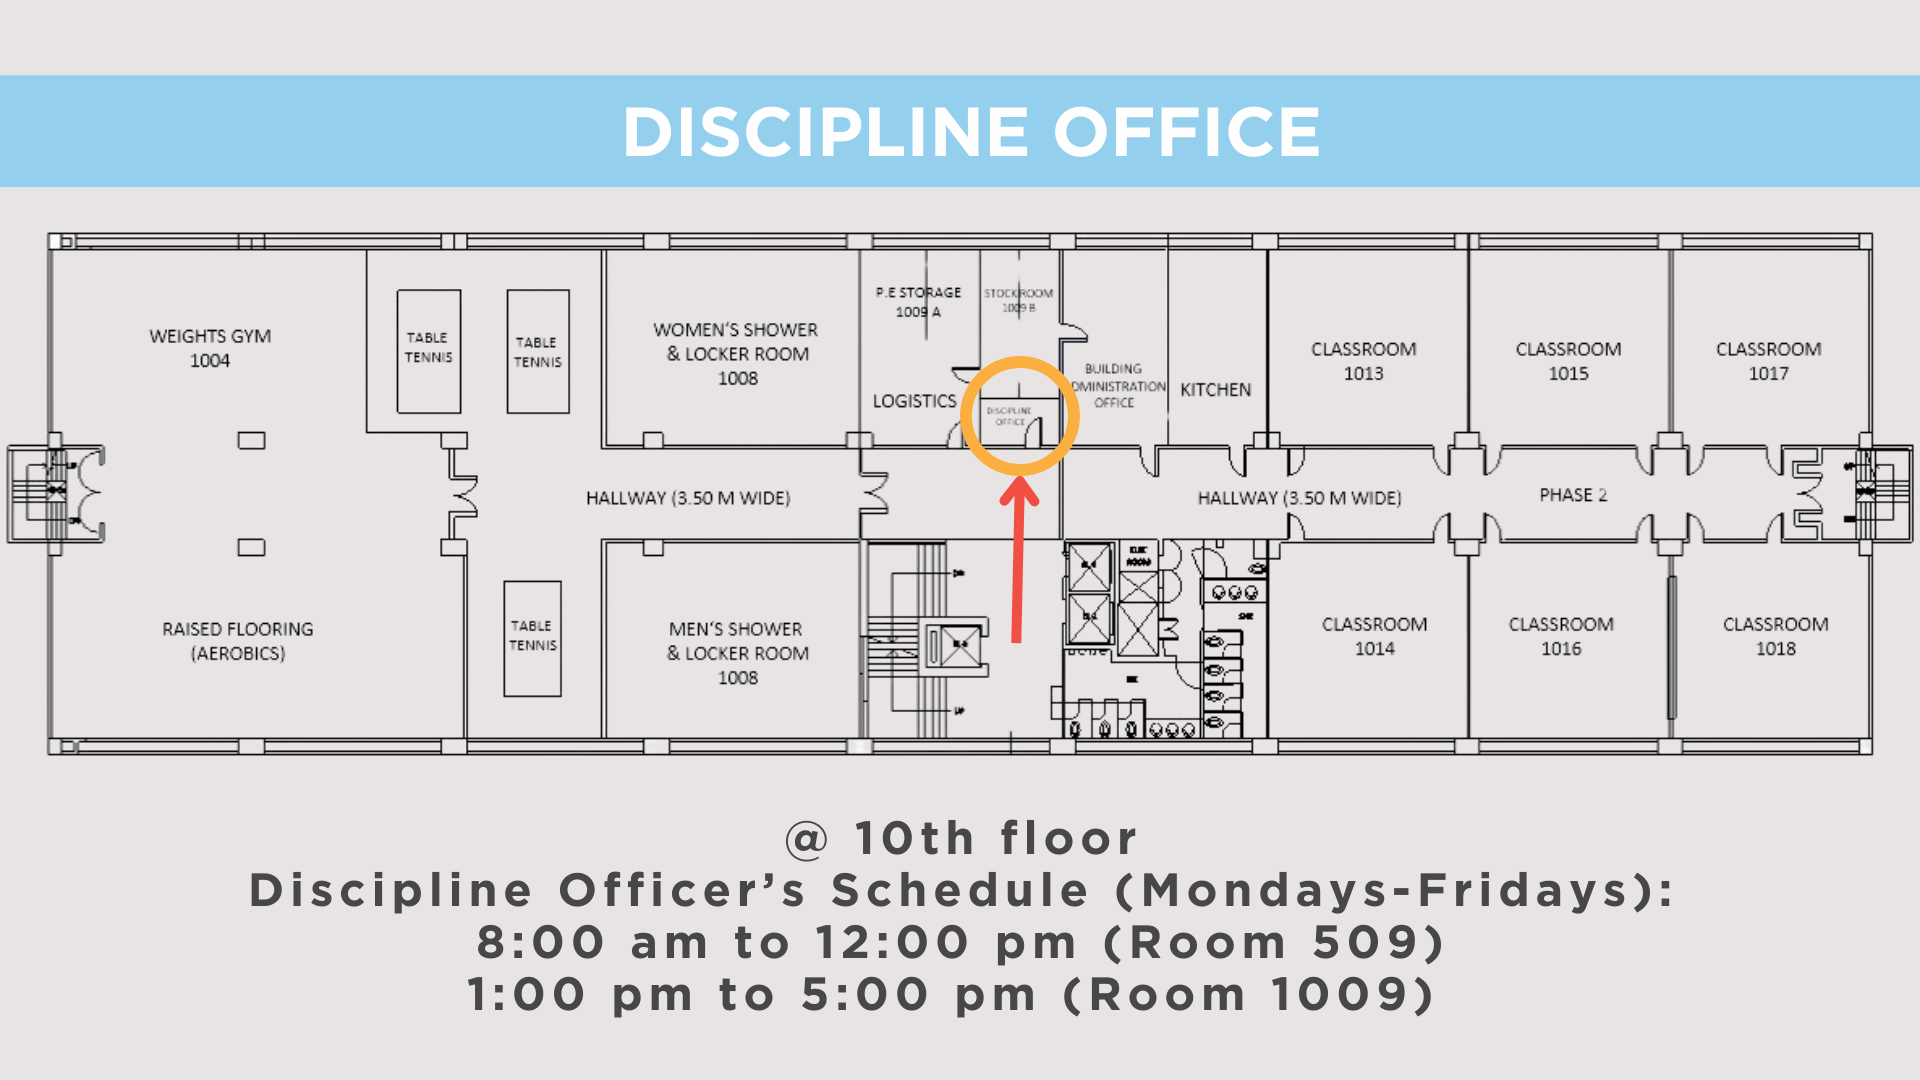 DISCIPLINE OFFICE
WEIGHTS GYM
1004
TABLE
TENNIS
TABLE
TENNIS
WOMEN'S SHOWER
& LOCKER ROOM
1008
P.E STORAGE
1009 A
STOCKROOM
1009 B
LOGISTICS
DISCIPLINE
OFFICE
BUILDING
DMINISTRATION
OFFICE
KITCHEN
CLASSROOM
1013
CLASSROOM
1015
CLASSROOM
1017
HALLWAY (3.50 M WIDE)
HALLWAY (3.50 M WIDE)
PHASE 2
RAISED FLOORING
(AEROBICS)
TABLE
TENNIS
MEN'S SHOWER
& LOCKER ROOM
1008
ROOM
CLASSROOM
1014
CLASSROOM
1016
CLASSROOM
1018
@ 10th floor
Discipline Officer’s Schedule (Mondays-Fridays):
8:00 am to 12:00 pm (Room 509)
1:00 pm to 5:00 pm (Room 1009)